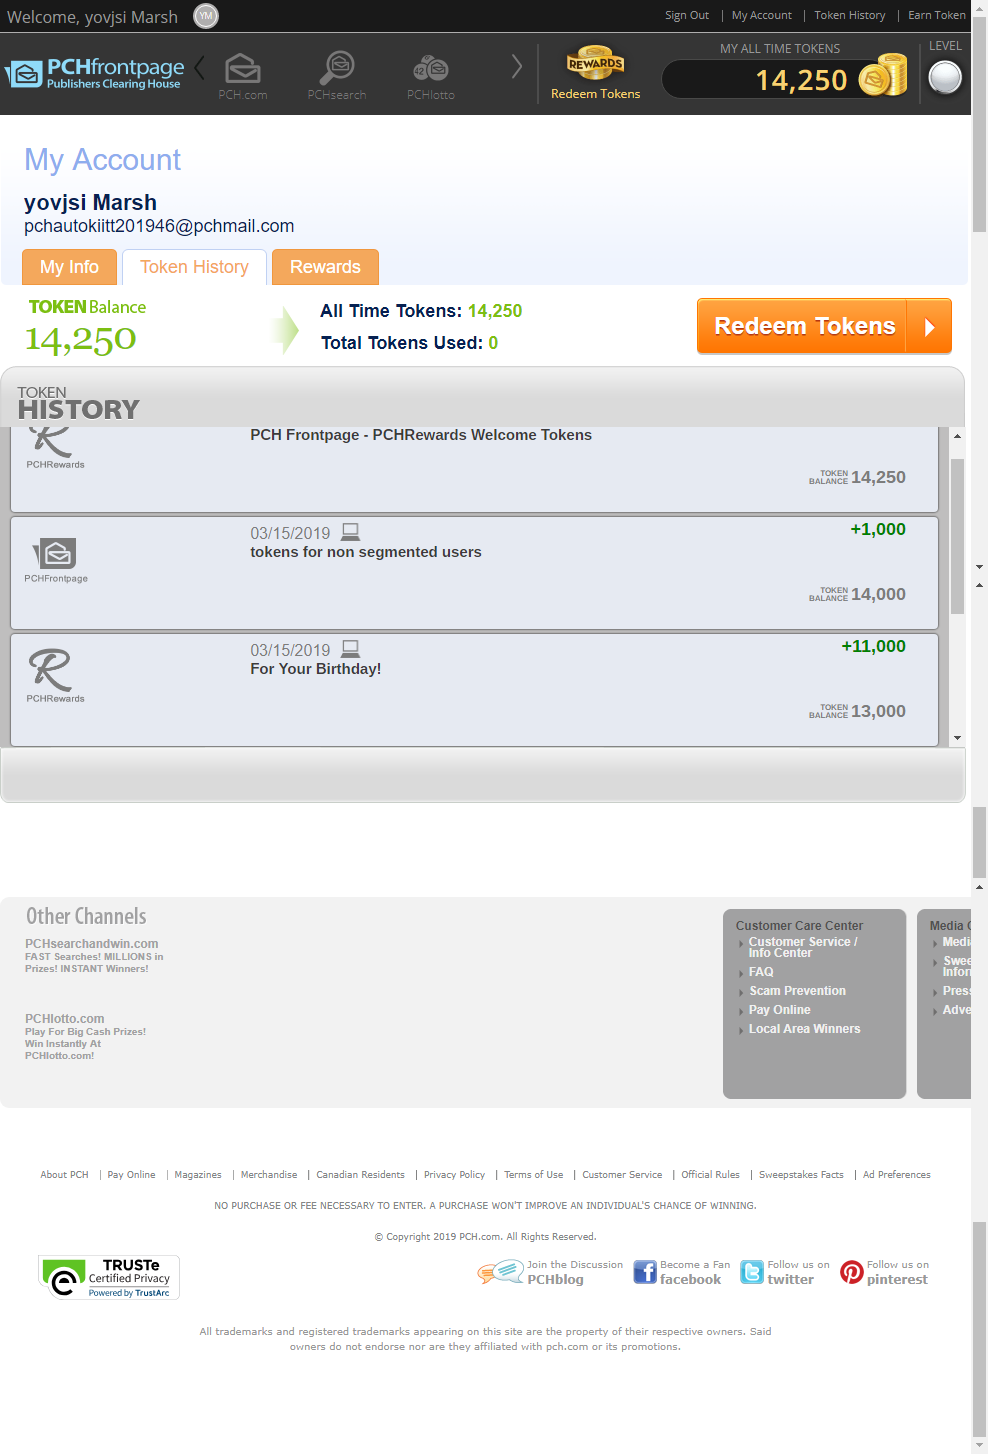 Welcome, yovjsi Marsh YM Sign Out | My Account | Token History | Earn Token
PCHfrontpage
Publishers Clearing House
PCH.com PCHsearch 42 PCHlotto
REWARDS
Redeem Tokens
MY ALL TIME TOKENS
14,250
LEVEL
My Account
yovjsi Marsh
pchautokiitt201946@pchmail.com
My Info Token History Rewards
TOKEN Balance
14,250
All Time Tokens: 14,250
Total Tokens Used: 0
Redeem Tokens
TOKEN
HISTORY
R
PCHRewards
PCH Frontpage - PCHRewards Welcome Tokens
TOKEN BALANCE 14,250
PCHFrontpage
03/15/2019 +1,000
tokens for non segmented users
TOKEN BALANCE 14,000
R
PCHRewards
03/15/2019 +11,000
For Your Birthday!
TOKEN BALANCE 13,000
Other Channels
PCHsearchandwin.com
FAST Searches! MILLIONS in
Prizes! INSTANT Winners!
PCHlotto.com
Play For Big Cash Prizes!
Win Instantly At
PCHlotto.com!
Customer Care Center
Customer Service /
Info Center
FAQ
Scam Prevention
Pay Online
Local Area Winners
Media
Medi
Swee
Infor
Press
Adve
About PCH | Pay Online | Magazines | Merchandise | Canadian Residents | Privacy Policy | Terms of Use | Customer Service | Official Rules | Sweepstakes Facts | Ad Preferences
NO PURCHASE OR FEE NECESSARY TO ENTER. A PURCHASE WON'T IMPROVE AN INDIVIDUAL'S CHANCE OF WINNING.
© Copyright 2019 PCH.com. All Rights Reserved.
TRUSTe
Certified Privacy
Powered by TrustArc
Join the Discussion
PCHblog
Become a Fan
facebook
Follow us on
twitter
Follow us on
pinterest
All trademarks and registered trademarks appearing on this site are the property of their respective owners. Said
owners do not endorse nor are they affiliated with pch.com or its promotions.